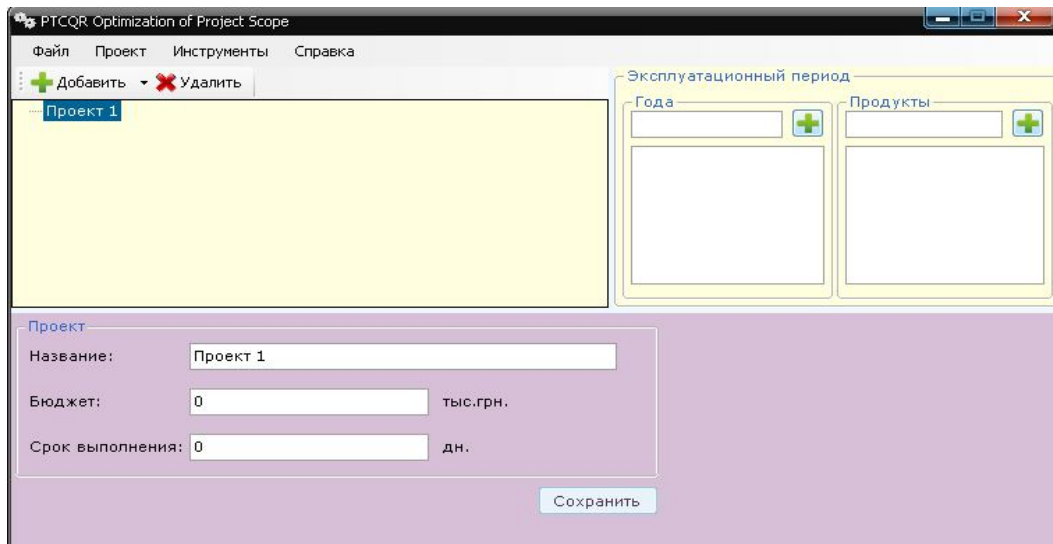 PTCQR Optimization of Project Scope
Файл Проект Инструменты Справка
Добавить Удалить
Проект 1
Эксплуатационный период
Года
Продукты
Проект
Название: Проект 1
Бюджет: 0 тыс.грн.
Срок выполнения: 0 дн.
Сохранить